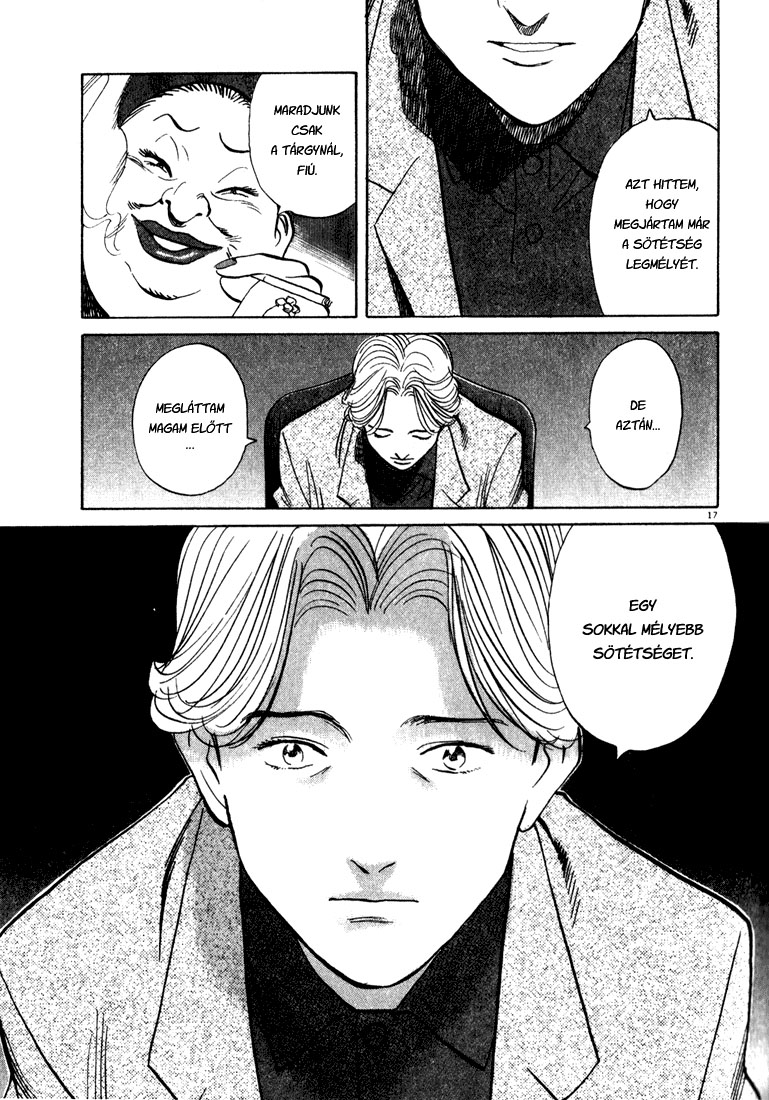 AZT HITTEM,
HOGY
MEGJÁRTAM MÁR
A SÖTÉTSÉG
LEGMÉLYÉT.
MARADJUNK
CSAK
A TÁRGYNÁL,
FIÚ.
DE
AZTÁN...
MEGLÁTTAM
MAGAM ELŐTT
...
17
EGY
SOKKAL MÉLYEBB
SÖTÉTSÉGET.